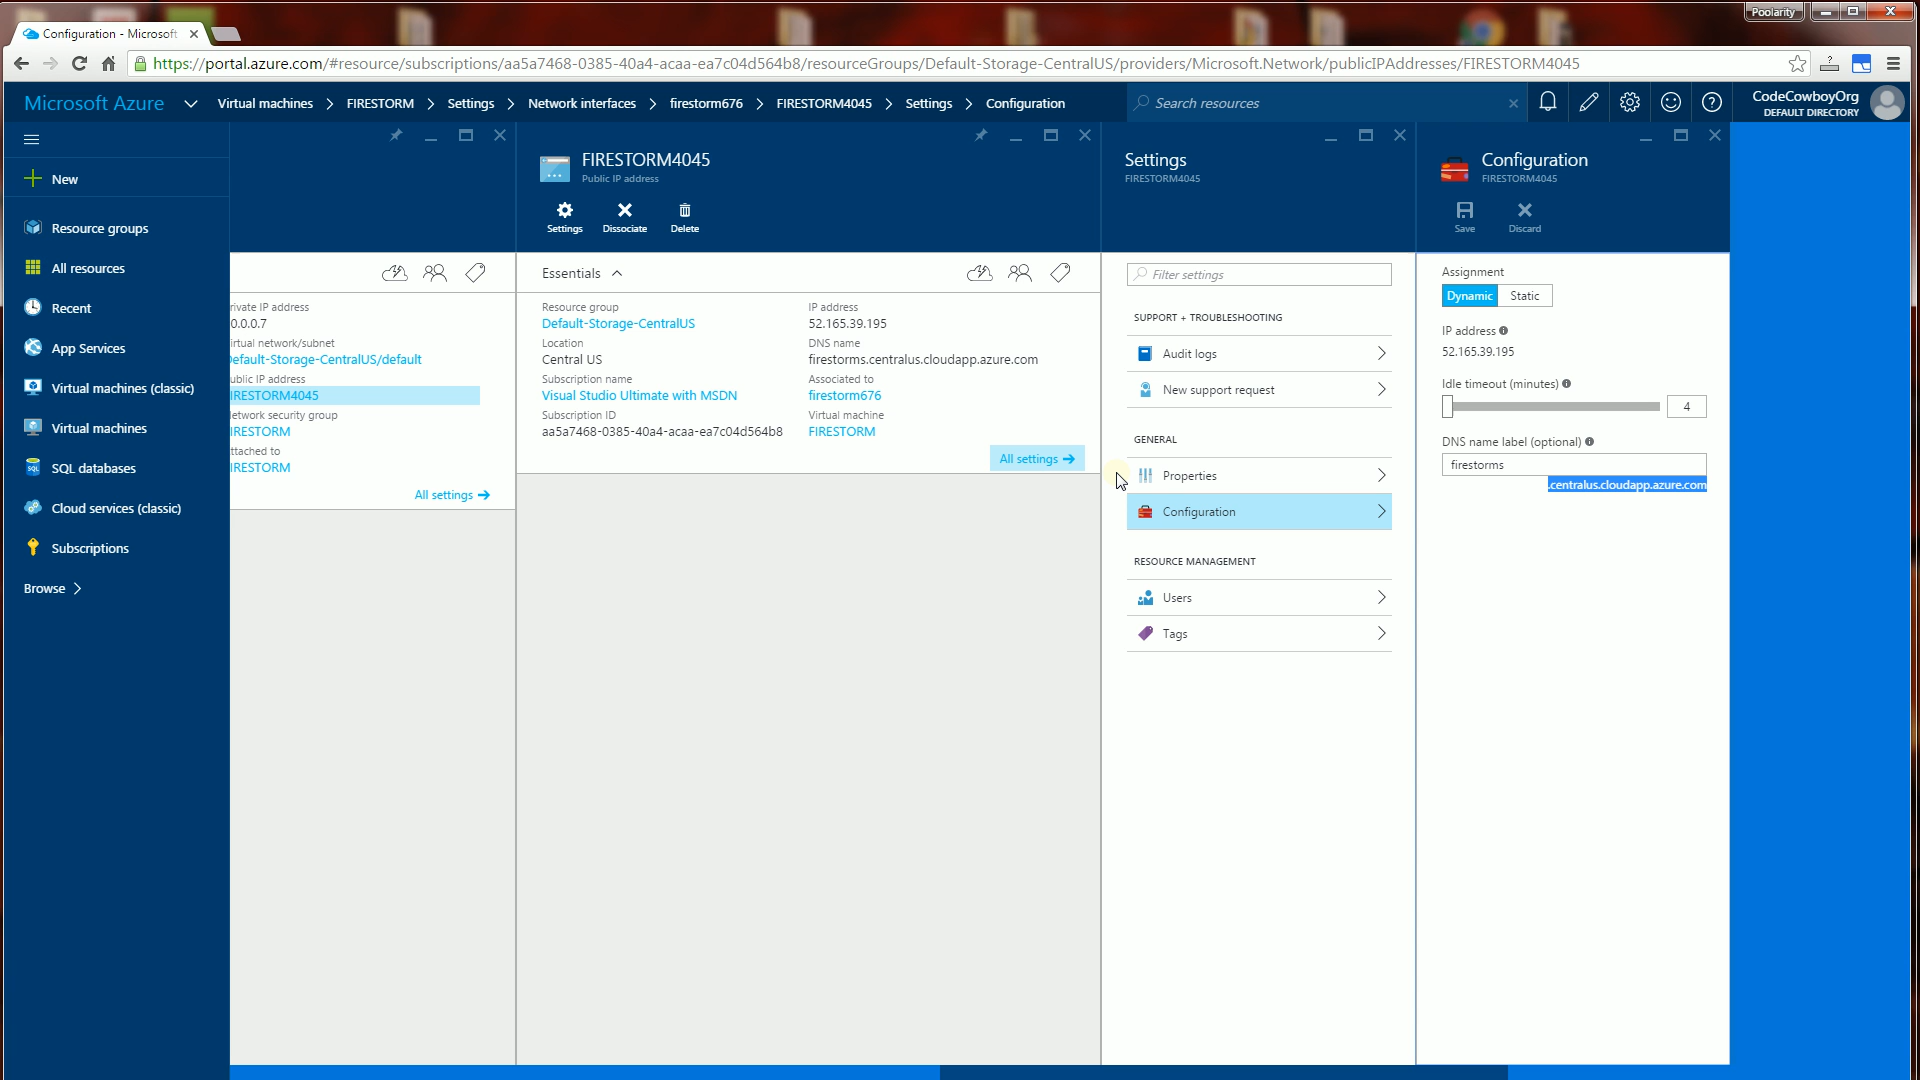 Poolarity
Configuration - Microsoft
https://portal.azure.com/#resource/subscriptions/aa5a7468-0385-40a4-acaa-ea7c04d564b8/resourceGroups/Default-Storage-CentralUS/providers/Microsoft.Network/publicIPAddresses/FIRESTORM4045
Microsoft Azure Virtual machines FIRESTORM Settings Network interfaces firestorm676 FIRESTORM4045 Settings Configuration
Search resources
CodeCowboyOrg
DEFAULT DIRECTORY
New
Resource groups
All resources
Recent
App Services
Virtual machines (classic)
Virtual machines
SQL databases
Cloud services (classic)
Subscriptions
Browse
rivate IP address
0.0.0.7
irtual network/subnet
efault-Storage-CentralUS/default
ublic IP address
IRESTORM4045
etwork security group
IRESTORM
ttached to
IRESTORM
All settings
FIRESTORM4045
Public IP address
Settings
Dissociate
Delete
Essentials
Resource group
Default-Storage-CentralUS
Location
Central US
Subscription name
Visual Studio Ultimate with MSDN
Subscription ID
aa5a7468-0385-40a4-acaa-ea7c04d564b8
IP address
52.165.39.195
DNS name
firestorms.centralus.cloudapp.azure.com
Associated to
firestorm676
Virtual machine
FIRESTORM
All settings
Settings
FIRESTORM4045
Filter settings
SUPPORT + TROUBLESHOOTING
Audit logs
New support request
GENERAL
Properties
Configuration
RESOURCE MANAGEMENT
Users
Tags
Configuration
FIRESTORM4045
Save
Discard
Assignment
Dynamic
Static
IP address
52.165.39.195
Idle timeout (minutes)
4
DNS name label (optional)
firestorms
.centralus.cloudapp.azure.com